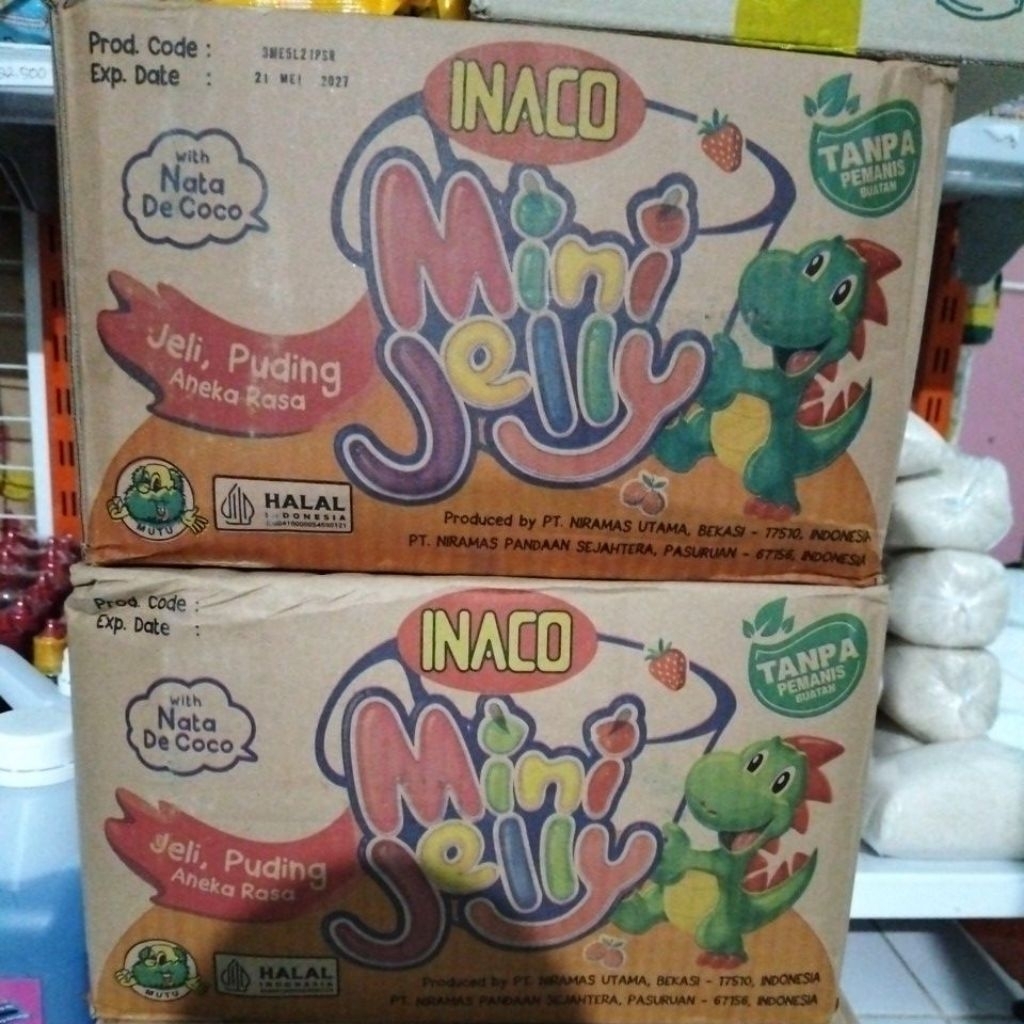 Prod. Code : 3ME5L21PSR
Exp. Date : 21 MEI 2027
INACO
TANPA
PEMANIS
BUATAN
with
Nata
De Coco
Mini
Jelly
Jeli, Puding
Aneka Rasa
MUTU
HALAL
INDONESIA
Produced by PT. NIRAMAS UTAMA, BEKASI - 17510, INDONESIA
PT. NIRAMAS PANDAAN SEJAHTERA, PASURUAN - 67156, INDONESIA
Prod. Code :
Exp. Date :
INACO
TANPA
PEMANIS
BUATAN
with
Nata
De Coco
Mini
Jelly
Jeli, Puding
Aneka Rasa
MUTU
HALAL
INDONESIA
Produced by PT. NIRAMAS UTAMA, BEKASI - 17510, INDONESIA
PT. NIRAMAS PANDAAN SEJAHTERA, PASURUAN - 67156, INDONESIA